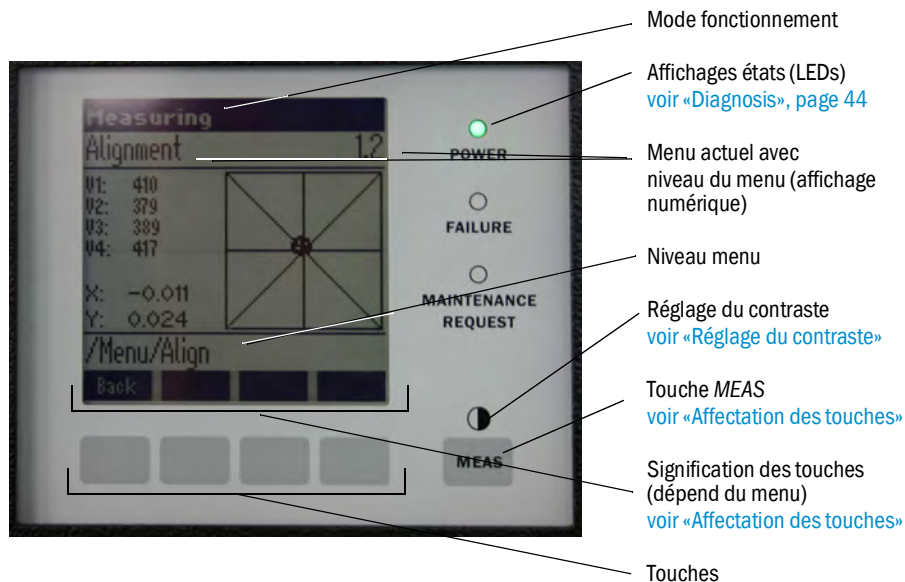 Mode fonctionnement
Affichages états (LEDs)
voir «Diagnosis», page 44
Menu actuel avec
niveau du menu (affichage
numérique)
Niveau menu
Réglage du contraste
voir «Réglage du contraste»
Touche MEAS
voir «Affectation des touches»
Signification des touches
(dépend du menu)
voir «Affectation des touches»
Touches
Measuring
Alignment 1.2
V1: 410
V2: 379
V3: 389
V4: 417
X: -0.011
Y: 0.024
/Menu/Align
Back
POWER
FAILURE
MAINTENANCE
REQUEST
MEAS